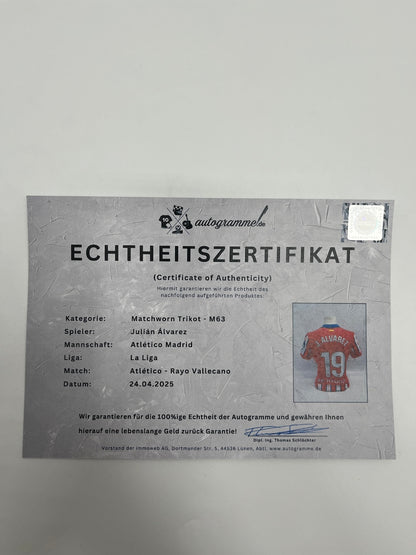 autogramme.de
ECHTHEITSZERTIFIKAT
(Certificate of Authenticity)
Hiermit garantieren wir die Echtheit des
nachfolgend aufgeführten Produktes:
Kategorie: Matchworn Trikot - M63
Spieler: Julián Álvarez
Mannschaft: Atlético Madrid
Liga: La Liga
Match: Atlético - Rayo Vallecano
Datum: 24.04.2025
J. ALVAREZ
19
Wir garantieren für die 100%ige Echtheit der Autogramme und gewähren Ihnen
hierauf eine lebenslange Geld zurück Garantie!
Dipl. Ing. Thomas Schlächter
Vorstand der immoweb AG, Dortmunder Str. 5, 44536 Lünen, Abtl. www.autogramme.de